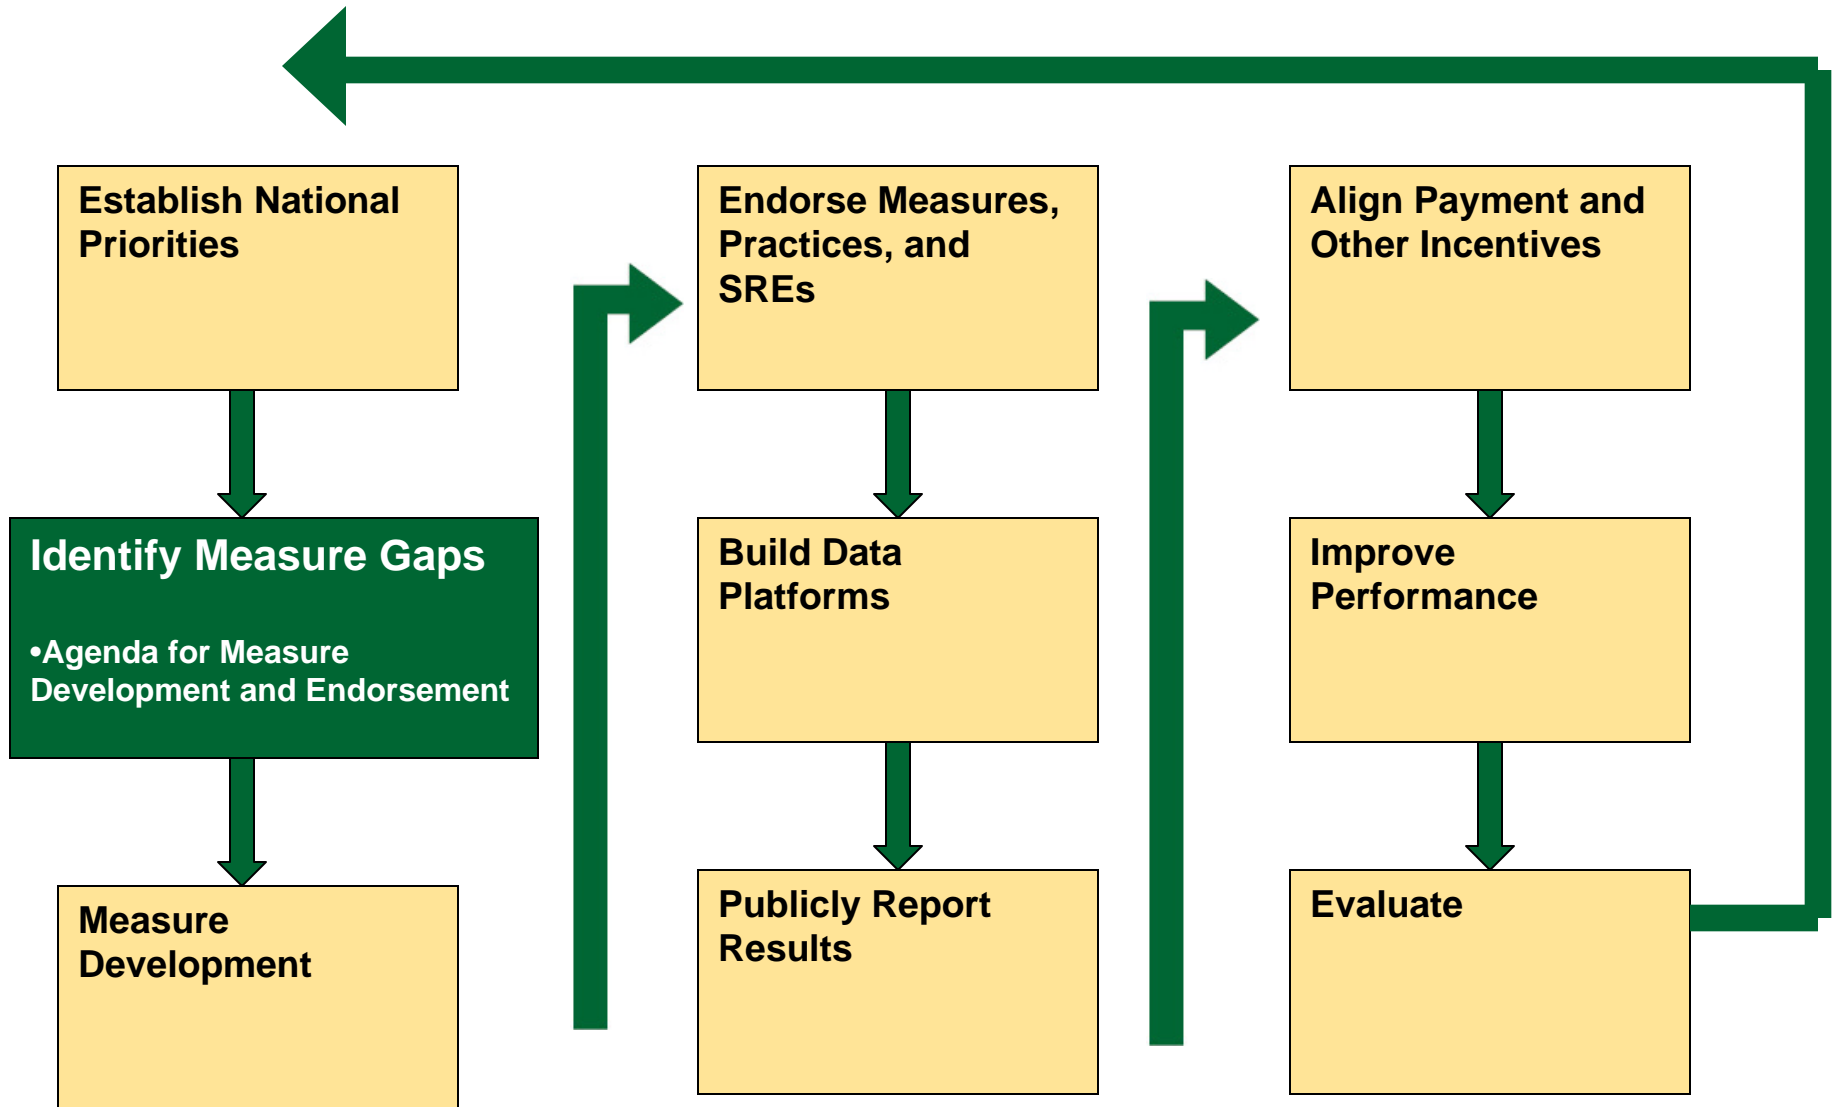 Establish National
Priorities
Identify Measure Gaps
•Agenda for Measure
Development and Endorsement
Measure
Development
Endorse Measures,
Practices, and
SREs
Build Data
Platforms
Publicly Report
Results
Align Payment and
Other Incentives
Improve
Performance
Evaluate